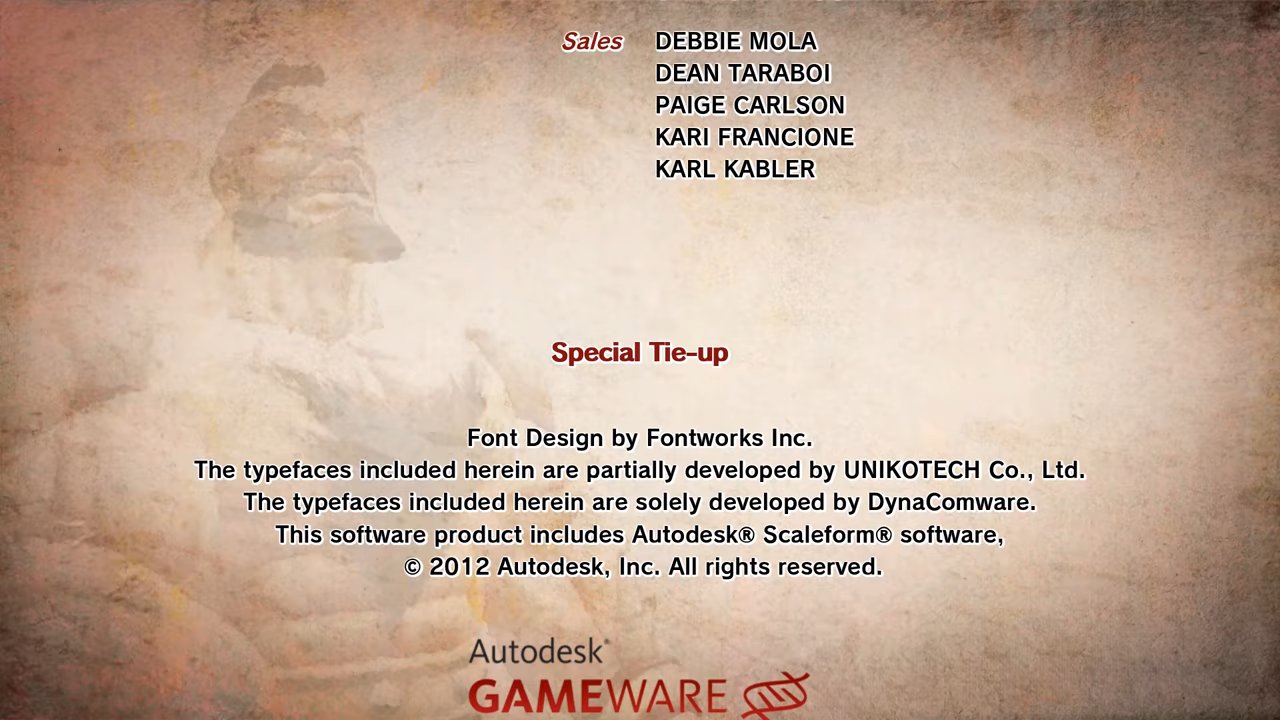 Sales DEBBIE MOLA
DEAN TARABOI
PAIGE CARLSON
KARI FRANCIONE
KARL KABLER
Special Tie-up
Font Design by Fontworks Inc.
The typefaces included herein are partially developed by UNIKOTECH Co., Ltd.
The typefaces included herein are solely developed by DynaComware.
This software product includes Autodesk® Scaleform® software,
© 2012 Autodesk, Inc. All rights reserved.
Autodesk®
GAMEWARE